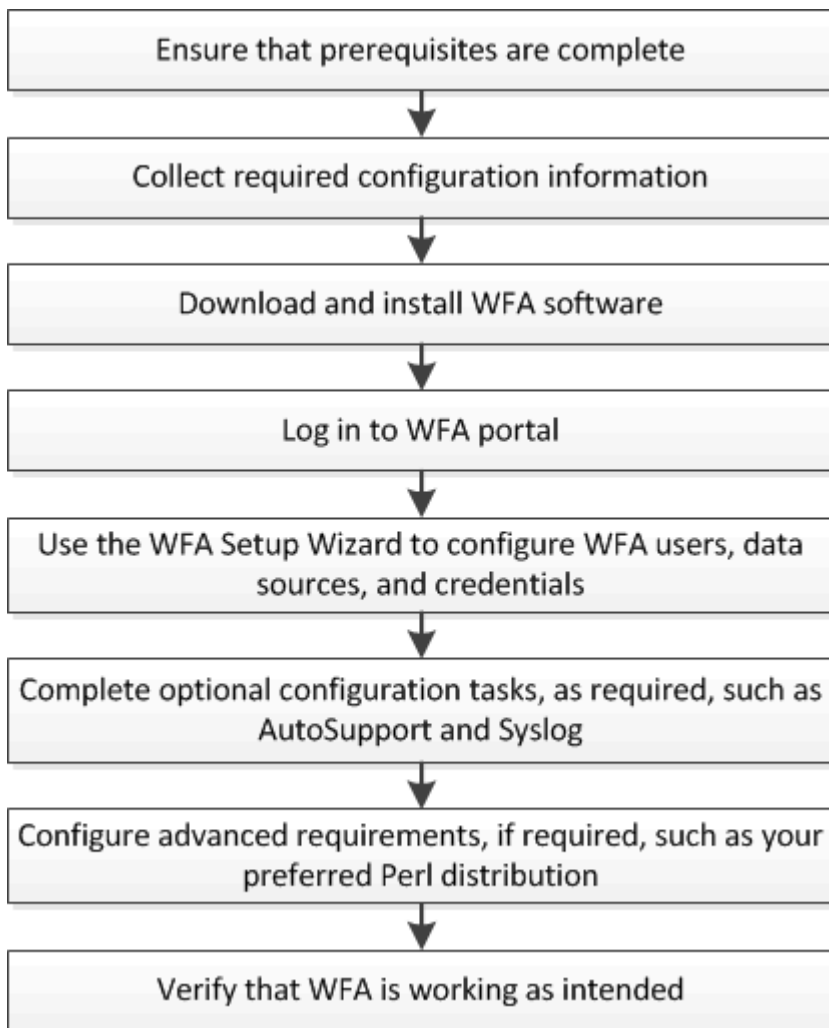 Ensure that prerequisites are complete
Collect required configuration information
Download and install WFA software
Log in to WFA portal
Use the WFA Setup Wizard to configure WFA users, data
sources, and credentials
Complete optional configuration tasks, as required, such as
AutoSupport and Syslog
Configure advanced requirements, if required, such as your
preferred Perl distribution
Verify that WFA is working as intended